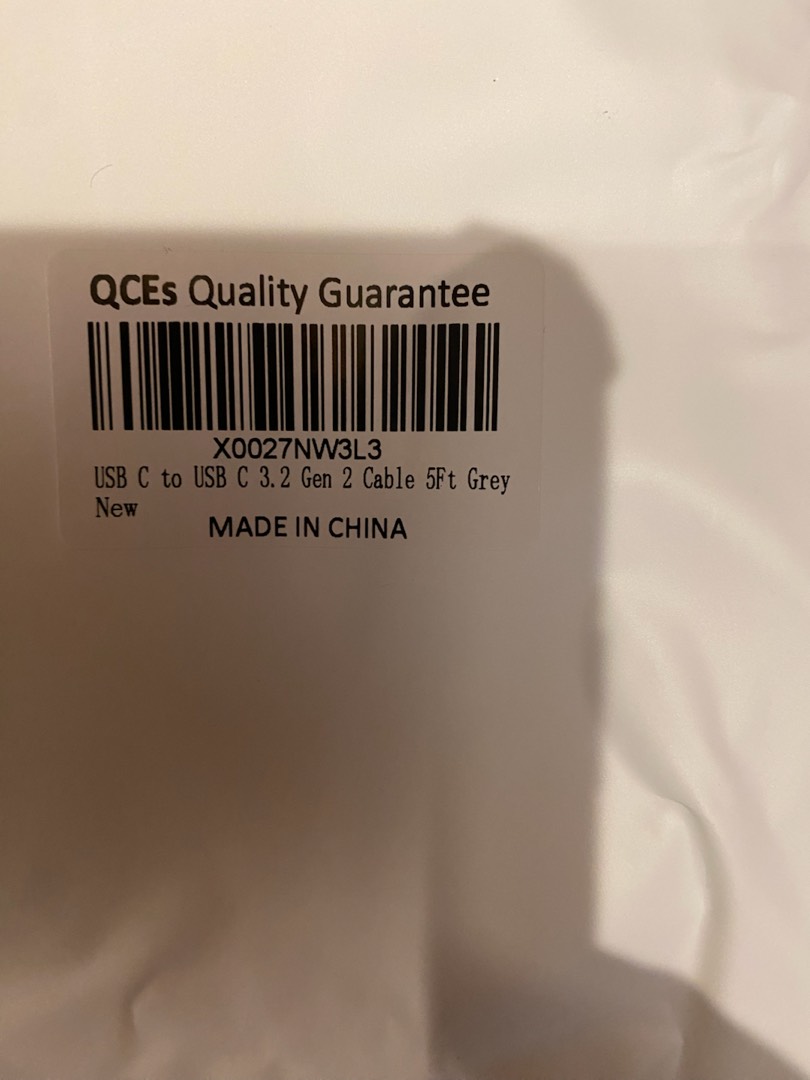 QCEs Quality Guarantee
X0027NW3L3
USB C to USB C 3.2 Gen 2 Cable 5Ft Grey
New
MADE IN CHINA